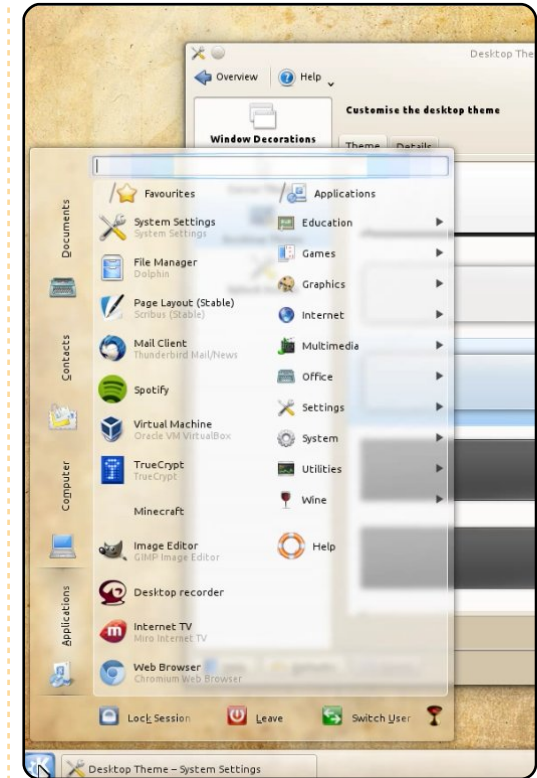 Desktop The
Overview
Help
Customise the desktop theme
Window Decorations
Theme
Details
Documents
Contacts
Computer
Applications
Favourites
System Settings
System Settings
File Manager
Dolphin
Page Layout (Stable)
Scribus (Stable)
Mail Client
Thunderbird Mail/News
Spotify
Virtual Machine
Oracle VM VirtualBox
TrueCrypt
TrueCrypt
Minecraft
Image Editor
GIMP Image Editor
Desktop recorder
Internet TV
Miro Internet TV
Web Browser
Chromium Web Browser
Applications
Education
Games
Graphics
Internet
Multimedia
Office
Settings
System
Utilities
Wine
Help
Lock Session
Leave
Switch User
Desktop Theme – System Settings